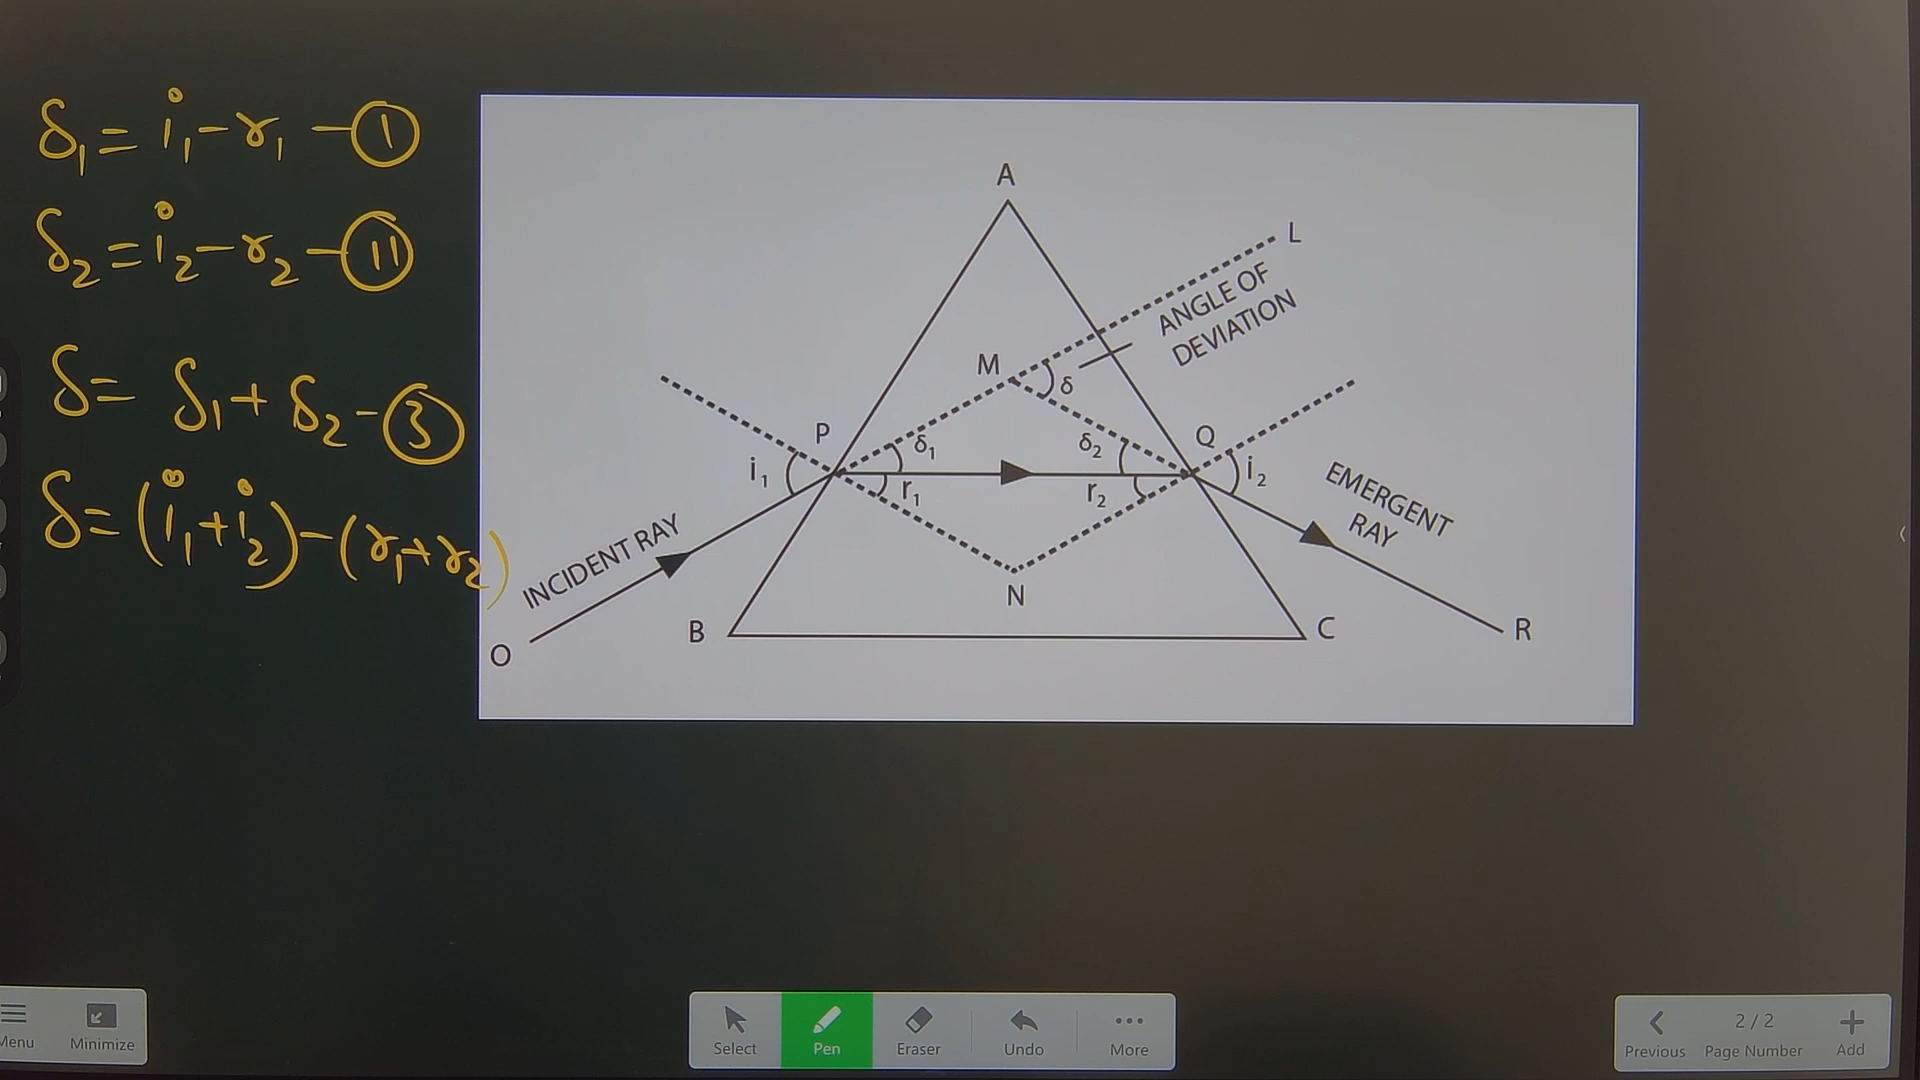 δ₁ = i₁ - r₁ - ①
δ₂ = i₂ - r₂ - ⑪
δ = δ₁ + δ₂ - ③
δ = (i₁ + i₂) - (r₁ + r₂)
A
L
ANGLE OF
DEVIATION
M
δ
P
δ₁
δ₂
Q
i₁
r₁
r₂
i₂
EMERGENT
RAY
INCIDENT RAY
N
B
C
O
R
Menu
Minimize
Select
Pen
Eraser
Undo
More
Previous
2 / 2
Page Number
Add